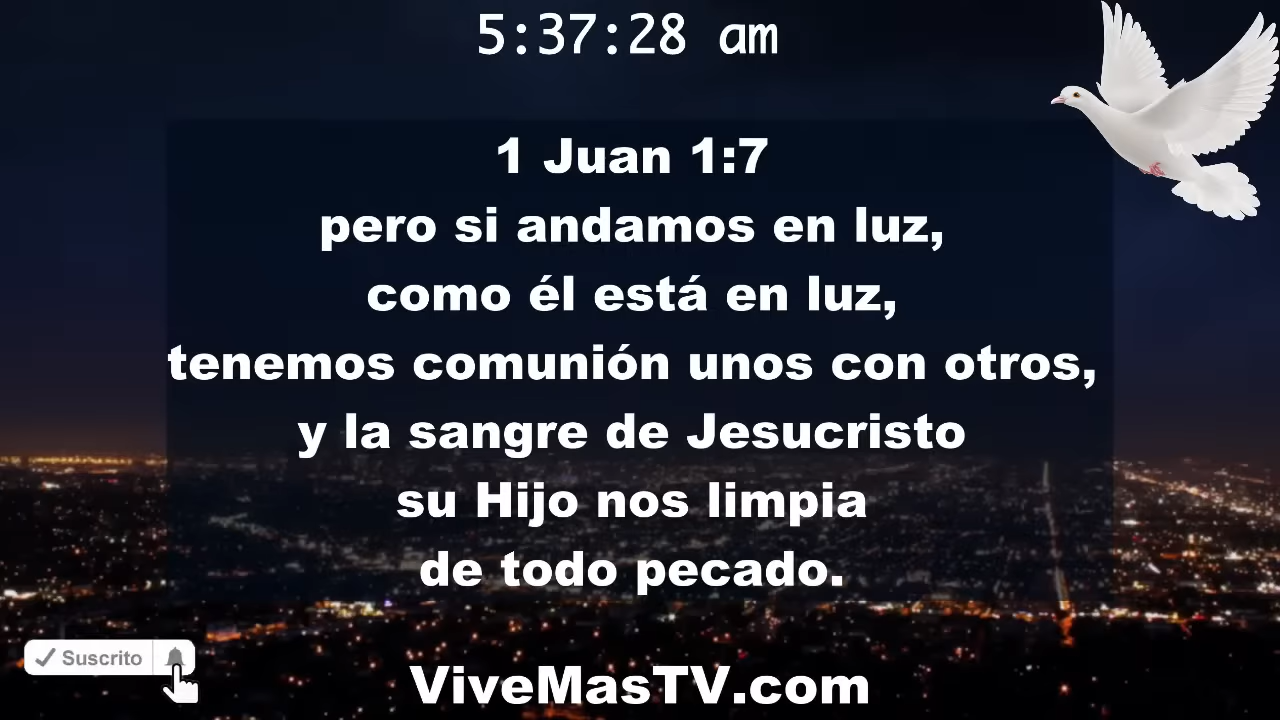 5:37:28 am
1 Juan 1:7
pero si andamos en luz,
como él está en luz,
tenemos comunión unos con otros,
y la sangre de Jesucristo
su Hijo nos limpia
de todo pecado.
Suscrito
ViveMasTV.com